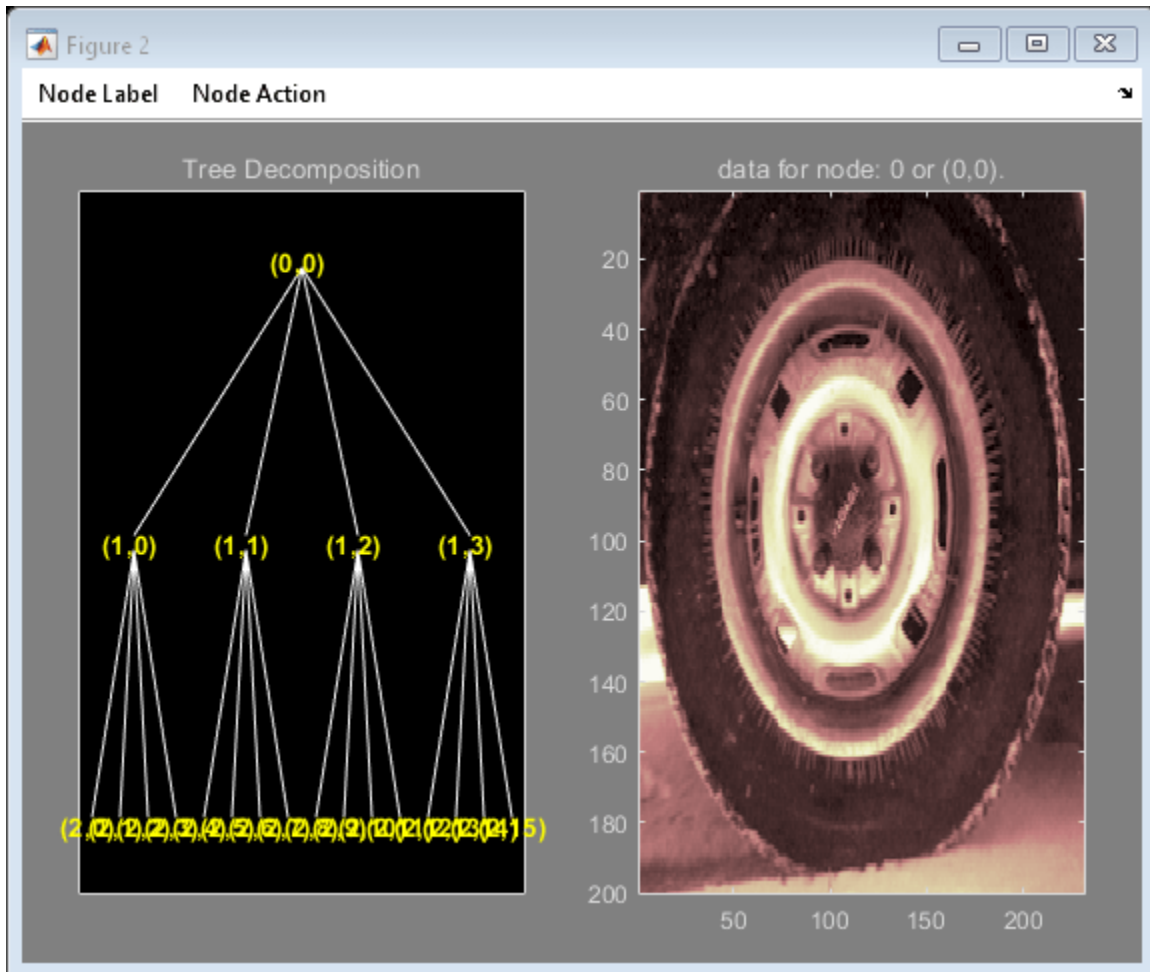 Figure 2
Node Label Node Action
Tree Decomposition
(0,0)
(1,0) (1,1) (1,2) (1,3)
data for node: 0 or (0,0).
20
40
60
80
100
120
140
160
180
200
50 100 150 200